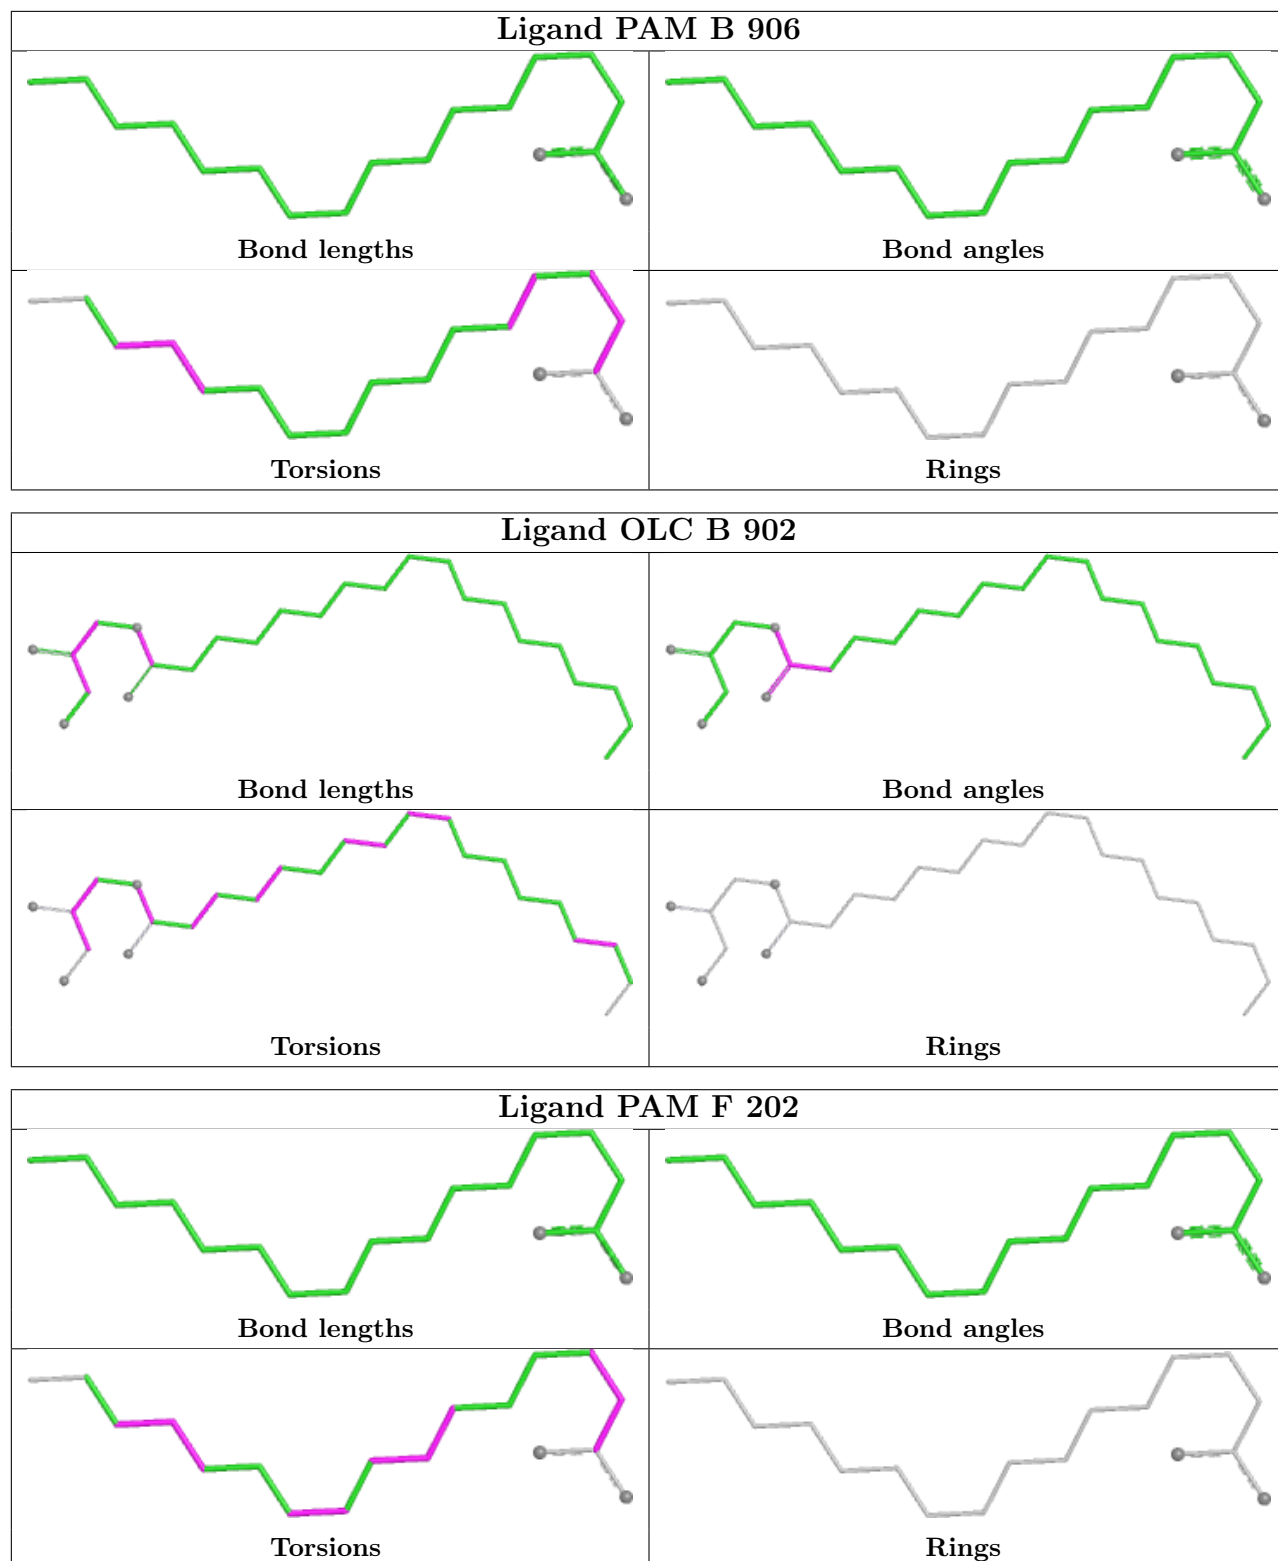 Ligand PAM B 906
Bond lengths
Bond angles
Torsions
Rings
Ligand OLC B 902
Bond lengths
Bond angles
Torsions
Rings
Ligand PAM F 202
Bond lengths
Bond angles
Torsions
Rings